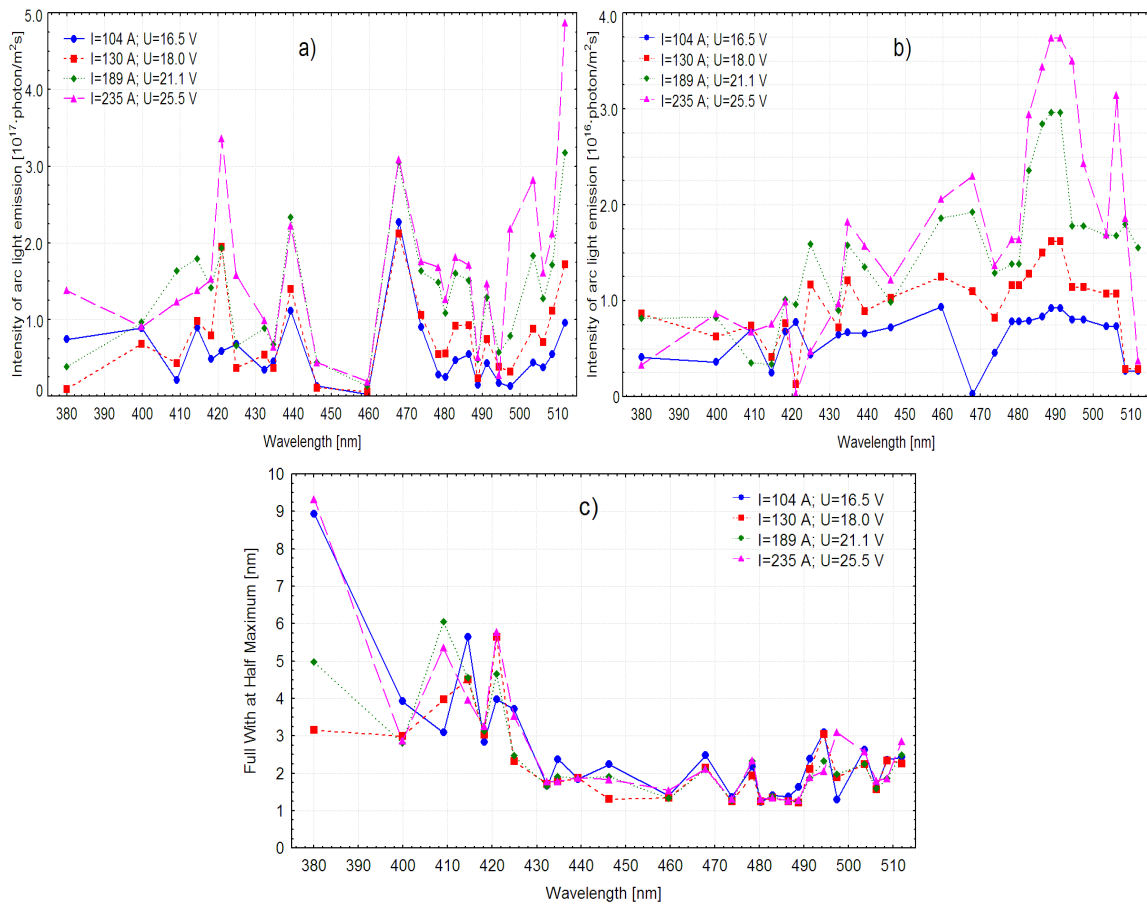 a)
I=104 A; U=16.5 V
I=130 A; U=18.0 V
I=189 A; U=21.1 V
I=235 A; U=25.5 V
Intensity of arc light emission [10^17·photon/m²s]
5.0
4.0
3.0
2.0
1.0
0
380 390 400 410 420 430 440 450 460 470 480 490 500 510
Wavelength [nm]
b)
I=104 A; U=16.5 V
I=130 A; U=18.0 V
I=189 A; U=21.1 V
I=235 A; U=25.5 V
Intensity of arc light emission [10^16·photon/m²s]
4.0
3.0
2.0
1.0
0
380 390 400 410 420 430 440 450 460 470 480 490 500 510
Wavelength [nm]
c)
I=104 A; U=16.5 V
I=130 A; U=18.0 V
I=189 A; U=21.1 V
I=235 A; U=25.5 V
Full With at Half Maximum [nm]
10
9
8
7
6
5
4
3
2
1
0
380 390 400 410 420 430 440 450 460 470 480 490 500 510
Wavelength [nm]